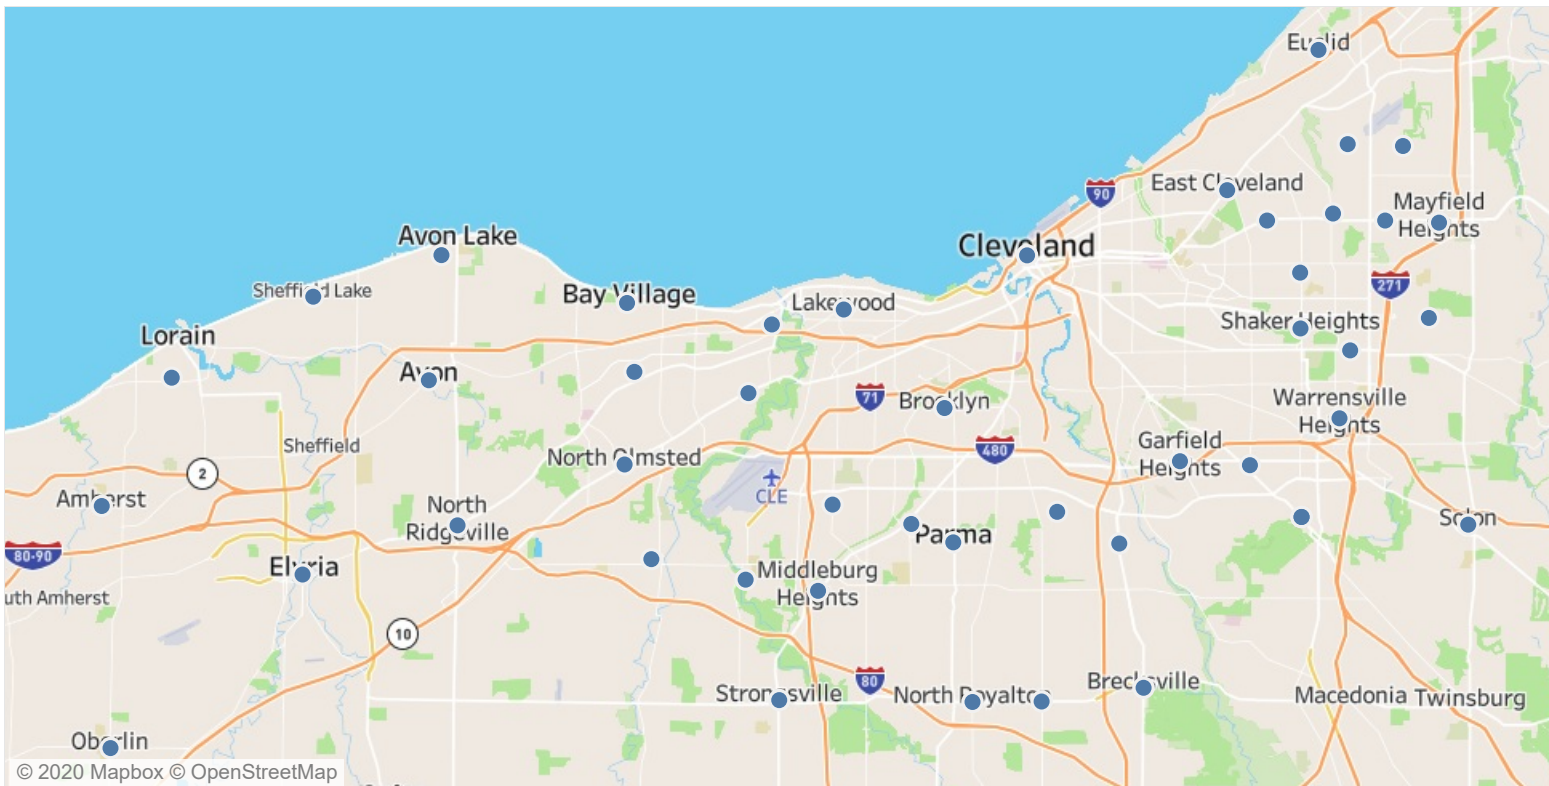 Euclid
90
East Cleveland
Mayfield
Heights
Cleveland
Avon Lake
271
Sheffield Lake
Bay Village
Lakewood
Shaker Heights
Lorain
Avon
71
Brooklyn
Warrensville
Heights
Sheffield
480
Garfield
Heights
North Olmsted
2
CLE
Amherst
North
Ridgeville
Solon
Parma
80-90
Elyria
Middleburg
Heights
uth Amherst
10
80
Brecksville
Strongsville
North Royalton
Macedonia
Twinsburg
Oberlin
© 2020 Mapbox © OpenStreetMap